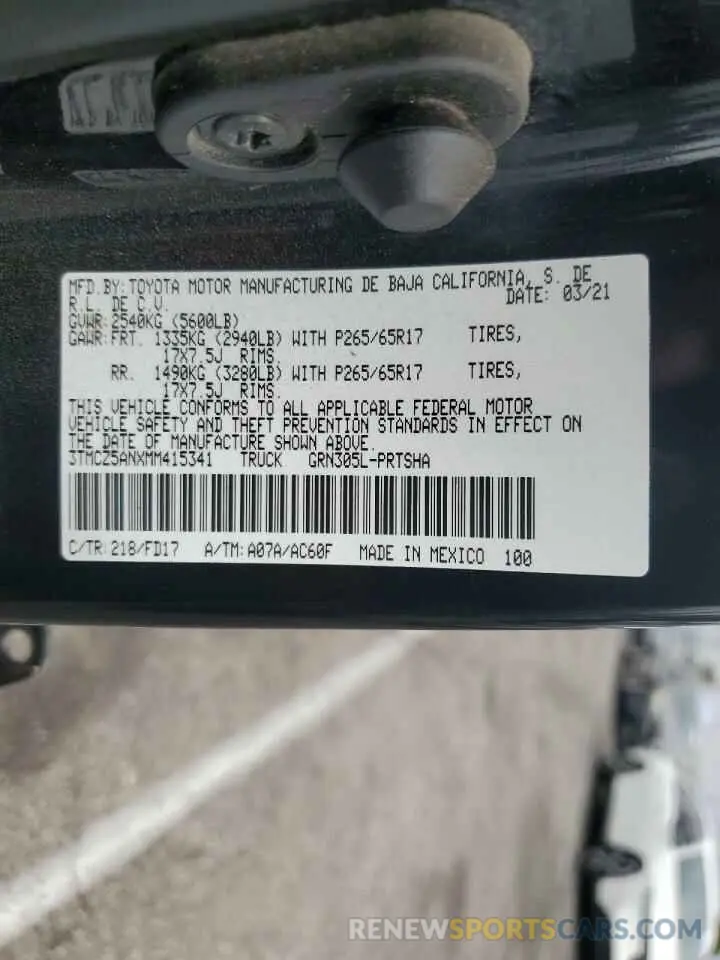 MFD.BY:TOYOTA MOTOR MANUFACTURING DE BAJA CALIFORNIA, S. DE
R.L. DE C.V. DATE: 03/21
GVWR:2540KG (5600LB)
GAWR:FRT. 1335KG (2940LB) WITH P265/65R17 TIRES,
17X7.5J RIMS.
RR. 1490KG (3280LB) WITH P265/65R17 TIRES,
17X7.5J RIMS.
THIS VEHICLE CONFORMS TO ALL APPLICABLE FEDERAL MOTOR
VEHICLE SAFETY AND THEFT PREVENTION STANDARDS IN EFFECT ON
THE DATE OF MANUFACTURE SHOWN ABOVE.
3TMCZ5ANXMM415341 TRUCK GRN305L-PRTSHA
C/TR:218/FD17 A/TM:A07A/AC60F MADE IN MEXICO 100
RENEWSPORTSCARS.COM